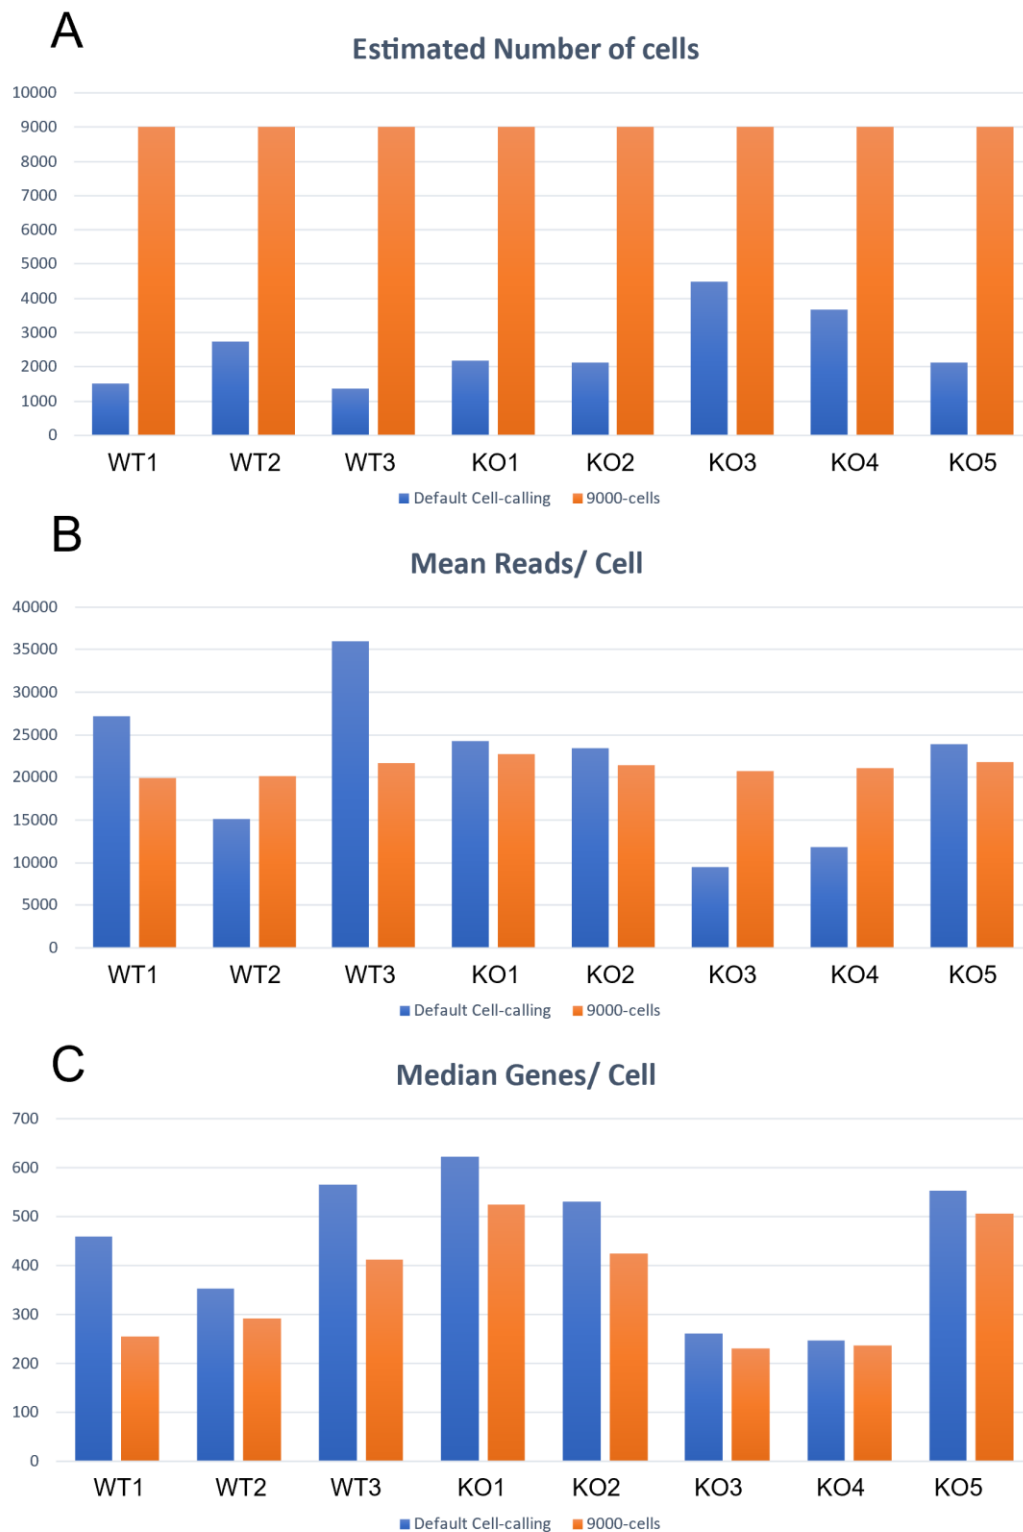 A
Estimated Number of cells
10000
9000
8000
7000
6000
5000
4000
3000
2000
1000
0
WT1 WT2 WT3 KO1 KO2 KO3 KO4 KO5
Default Cell-calling 9000-cells
B
Mean Reads/ Cell
40000
35000
30000
25000
20000
15000
10000
5000
0
WT1 WT2 WT3 KO1 KO2 KO3 KO4 KO5
Default Cell-calling 9000-cells
C
Median Genes/ Cell
700
600
500
400
300
200
100
0
WT1 WT2 WT3 KO1 KO2 KO3 KO4 KO5
Default Cell-calling 9000-cells